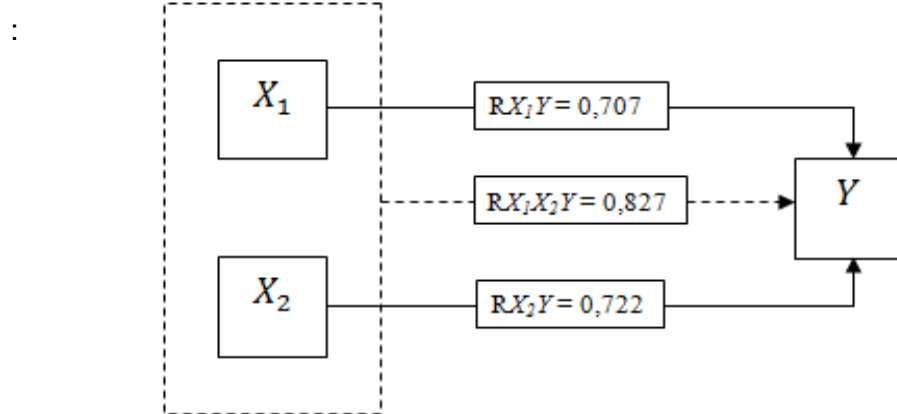 :
X₁
RX₁Y = 0,707
RX₁X₂Y = 0,827
Y
X₂
RX₂Y = 0,722